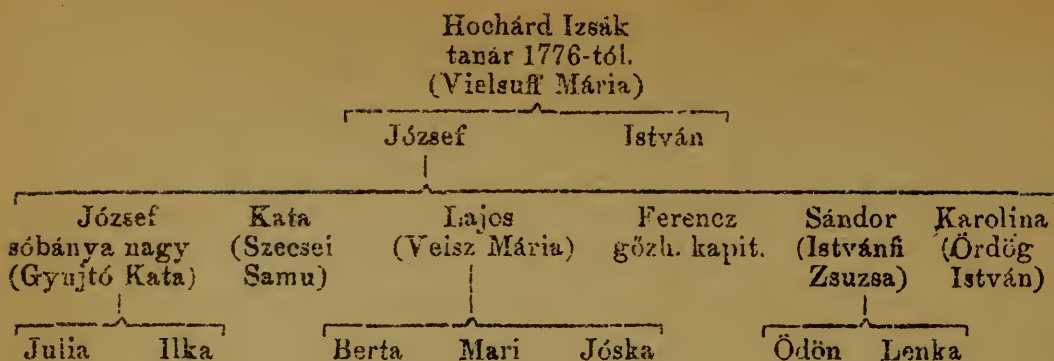 Hochárd Izsák
tanár 1776-tól.
(Vielsuff Mária)
József István
József Kata Lajos Ferencz Sándor Karolina
sóbánya nagy (Szecsei (Veisz Mária) gőzh. kapit. (Istvánfi (Ördög
(Gyujtó Kata) Samu) Zsuzsa) István)
Julia Ilka Berta Mari Jóska Ödön Lenka